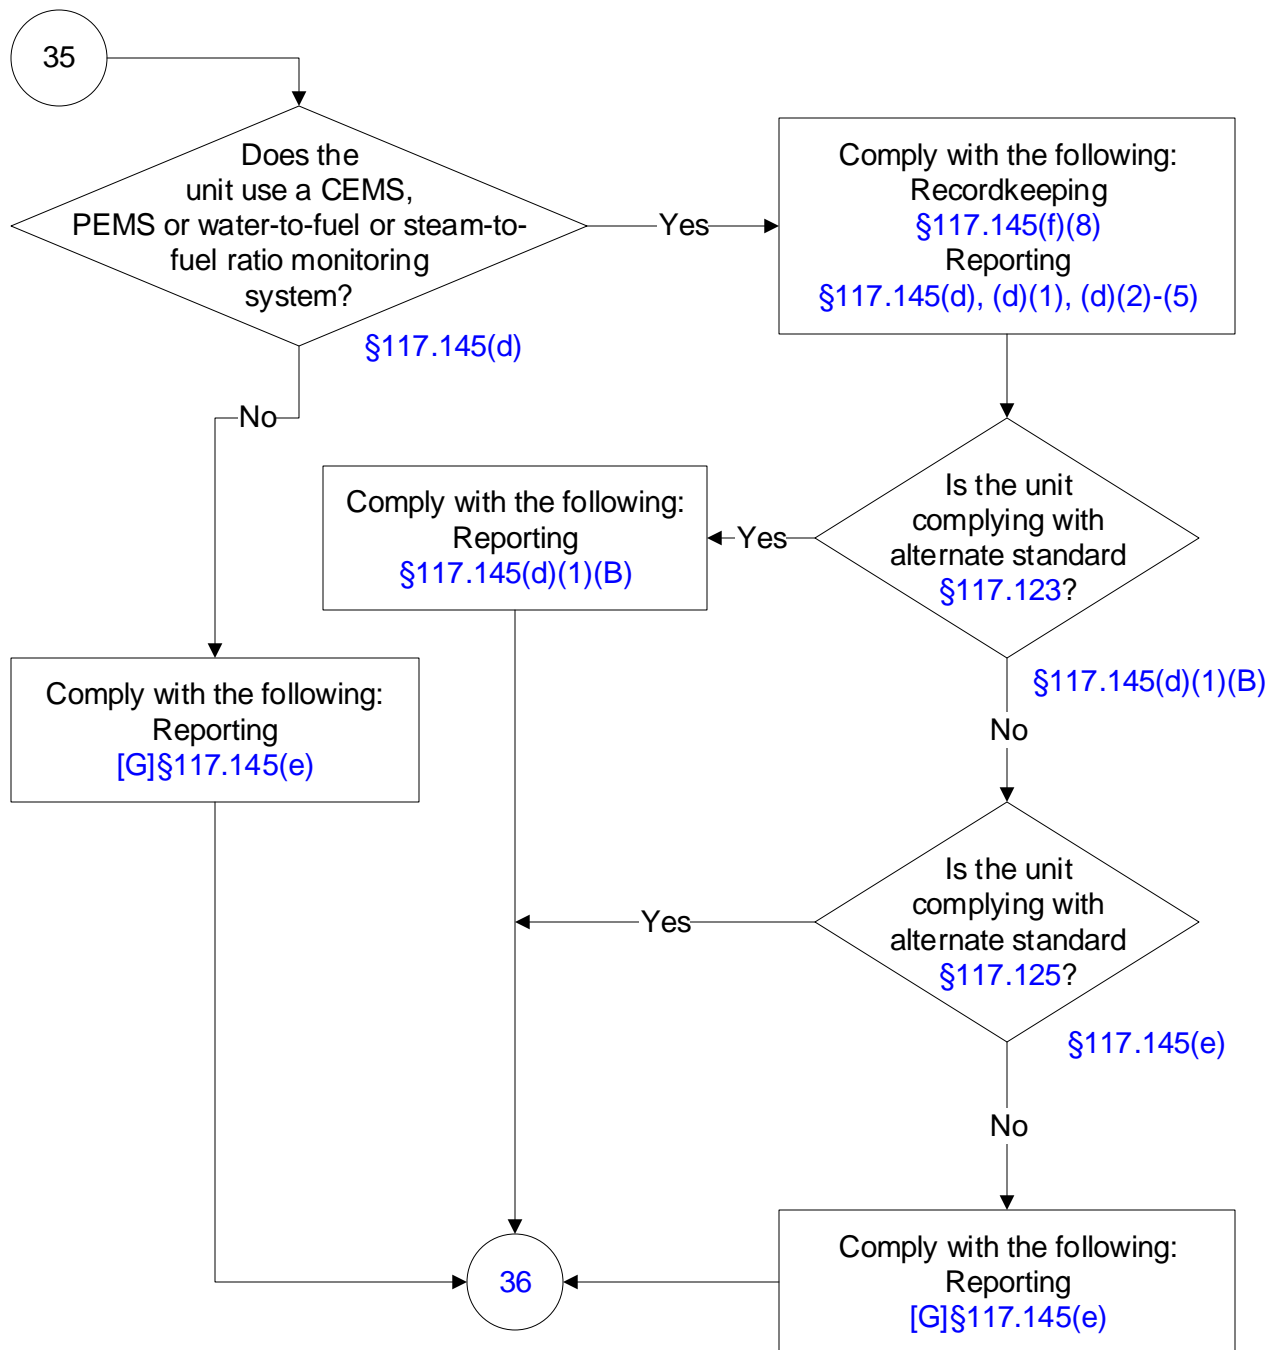 35
Does the
unit use a CEMS,
PEMS or water-to-fuel or steam-to-
fuel ratio monitoring
system?
§117.145(d)
Yes
Comply with the following:
Recordkeeping
§117.145(f)(8)
Reporting
§117.145(d), (d)(1), (d)(2)-(5)
No
Is the unit
complying with
alternate standard
§117.123?
§117.145(d)(1)(B)
Yes
Comply with the following:
Reporting
§117.145(d)(1)(B)
Comply with the following:
Reporting
[G]§117.145(e)
No
Is the unit
complying with
alternate standard
§117.125?
§117.145(e)
Yes
No
Comply with the following:
Reporting
[G]§117.145(e)
36